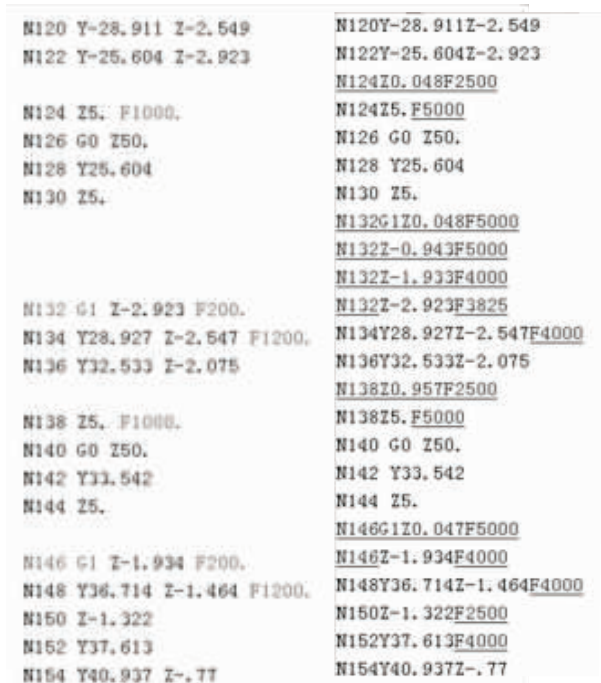 N120 Y-28.911 Z-2.549
N122 Y-25.604 Z-2.923
N124 Z5. F1000.
N126 G0 Z50.
N128 Y25.604
N130 Z5.
N132 G1 Z-2.923 F200.
N134 Y28.927 Z-2.547 F1200.
N136 Y32.533 Z-2.075
N138 Z5. F1000.
N140 G0 Z50.
N142 Y33.542
N144 Z5.
N146 G1 Z-1.934 F200.
N148 Y36.714 Z-1.464 F1200.
N150 Z-1.322
N152 Y37.613
N154 Y40.937 Z-.77
N120Y-28.911Z-2.549
N122Y-25.604Z-2.923
N124Z0.048F2500
N124Z5.F5000
N126 G0 Z50.
N128 Y25.604
N130 Z5.
N132G1Z0.048F5000
N132Z-0.943F5000
N132Z-1.933F4000
N132Z-2.923F3825
N134Y28.927Z-2.547F4000
N136Y32.533Z-2.075
N138Z0.957F2500
N138Z5.F5000
N140 G0 Z50.
N142 Y33.542
N144 Z5.
N146G1Z0.047F5000
N146Z-1.934F4000
N148Y36.714Z-1.464F4000
N150Z-1.322F2500
N152Y37.613F4000
N154Y40.937Z-.77